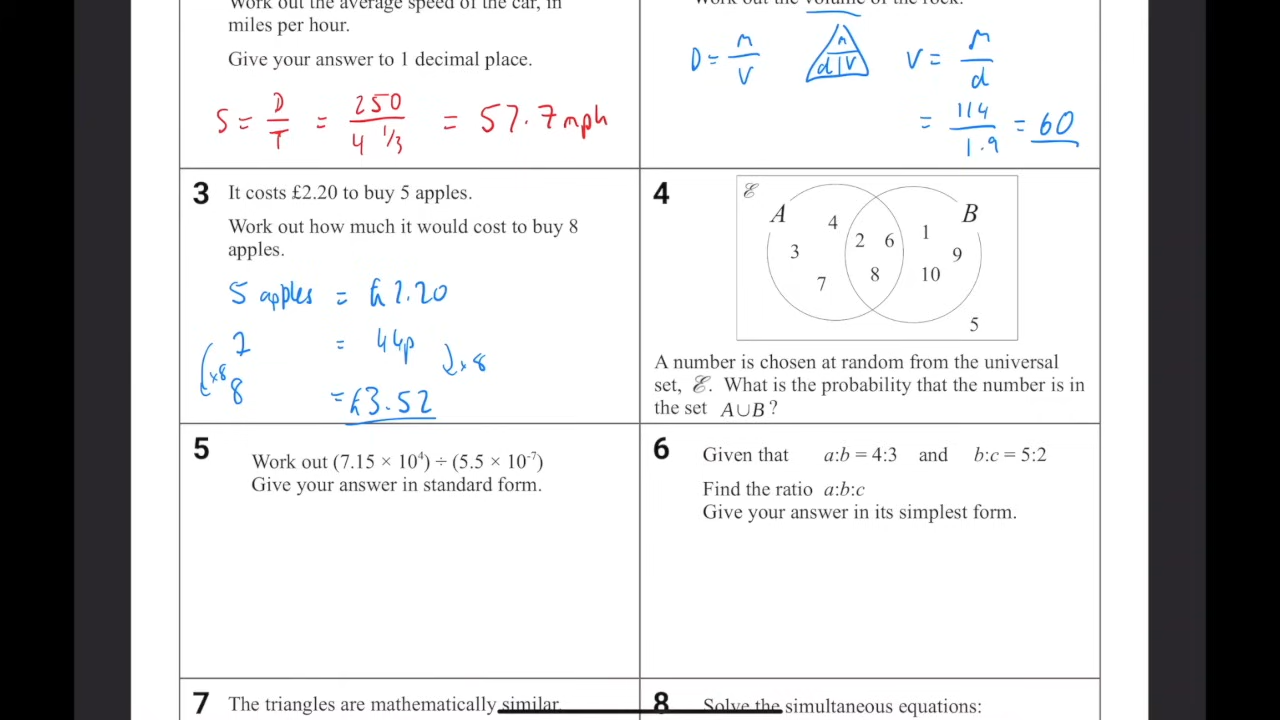 Work out the average speed of the car, in
miles per hour.
Give your answer to 1 decimal place.
S = D/T = 250/4 1/3 = 57.7mph
Work out the volume of the rock.
D = M/V
M
d | V
V = M/d
= 114/1.9 = 60
3 It costs £2.20 to buy 5 apples.
Work out how much it would cost to buy 8
apples.
5 apples = £2.20
= 44p
×8
8
= £3.52
×8
4
ℰ
A
B
4
3
7
2 6
8
1
9
10
5
A number is chosen at random from the universal
set, ℰ. What is the probability that the number is in
the set A∪B?
5
Work out (7.15 × 10⁴) ÷ (5.5 × 10⁻⁷)
Give your answer in standard form.
6 Given that a:b = 4:3 and b:c = 5:2
Find the ratio a:b:c
Give your answer in its simplest form.
7 The triangles are mathematically similar.
8 Solve the simultaneous equations: